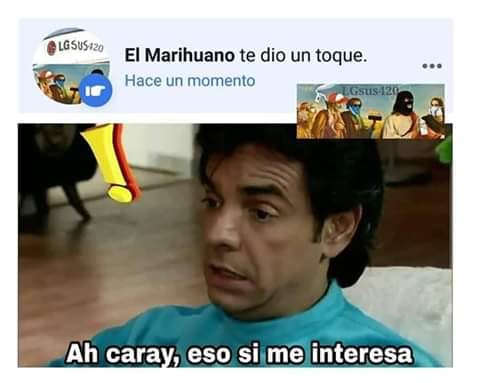 LGSUS420
El Marihuano te dio un toque.
Hace un momento
LGsus420
Ah caray, eso si me interesa